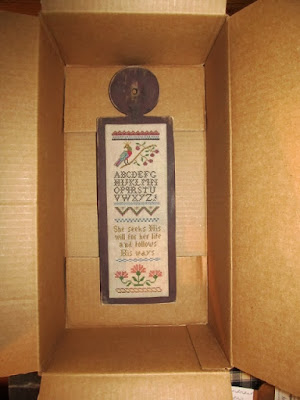 ABCDEFG
HIJKLMN
OPQRSTU
VWXYZ
She seeks His
will for her life
and follows
His ways